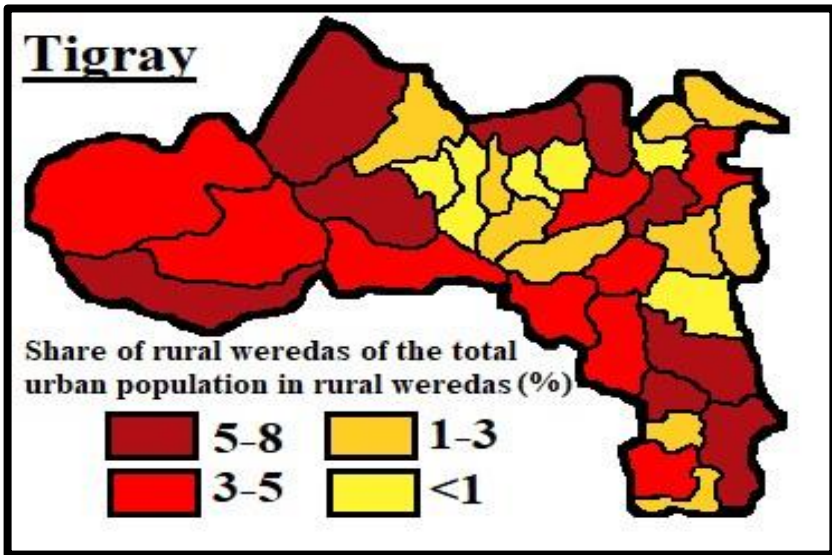 Tigray
Share of rural weredas of the total
urban population in rural weredas (%)
5-8
1-3
3-5
<1